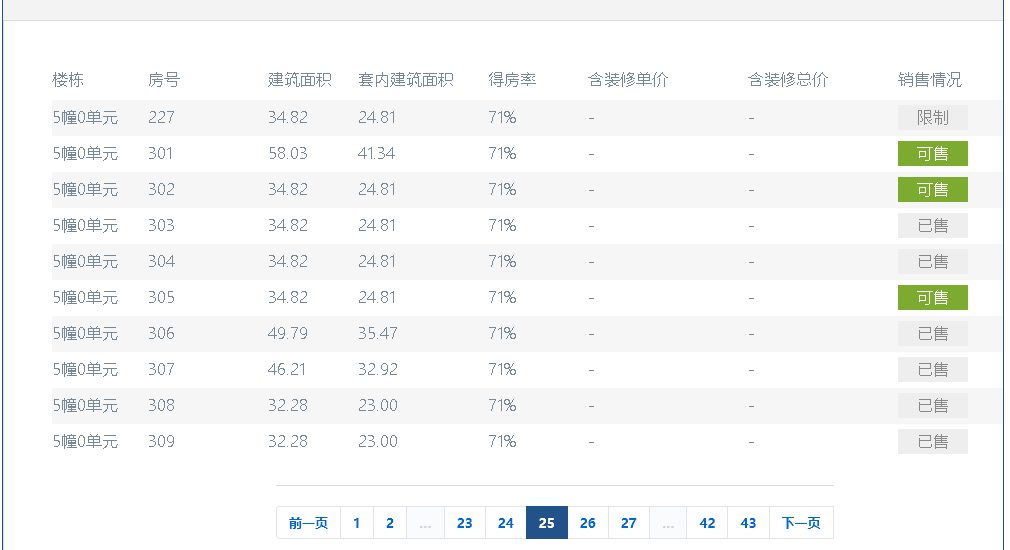 楼栋 房号 建筑面积 套内建筑面积 得房率 含装修单价 含装修总价 销售情况
5幢0单元 227 34.82 24.81 71% - - 限制
5幢0单元 301 58.03 41.34 71% - - 可售
5幢0单元 302 34.82 24.81 71% - - 可售
5幢0单元 303 34.82 24.81 71% - - 已售
5幢0单元 304 34.82 24.81 71% - - 已售
5幢0单元 305 34.82 24.81 71% - - 可售
5幢0单元 306 49.79 35.47 71% - - 已售
5幢0单元 307 46.21 32.92 71% - - 已售
5幢0单元 308 32.28 23.00 71% - - 已售
5幢0单元 309 32.28 23.00 71% - - 已售
前一页 1 2 ... 23 24 25 26 27 ... 42 43 下一页